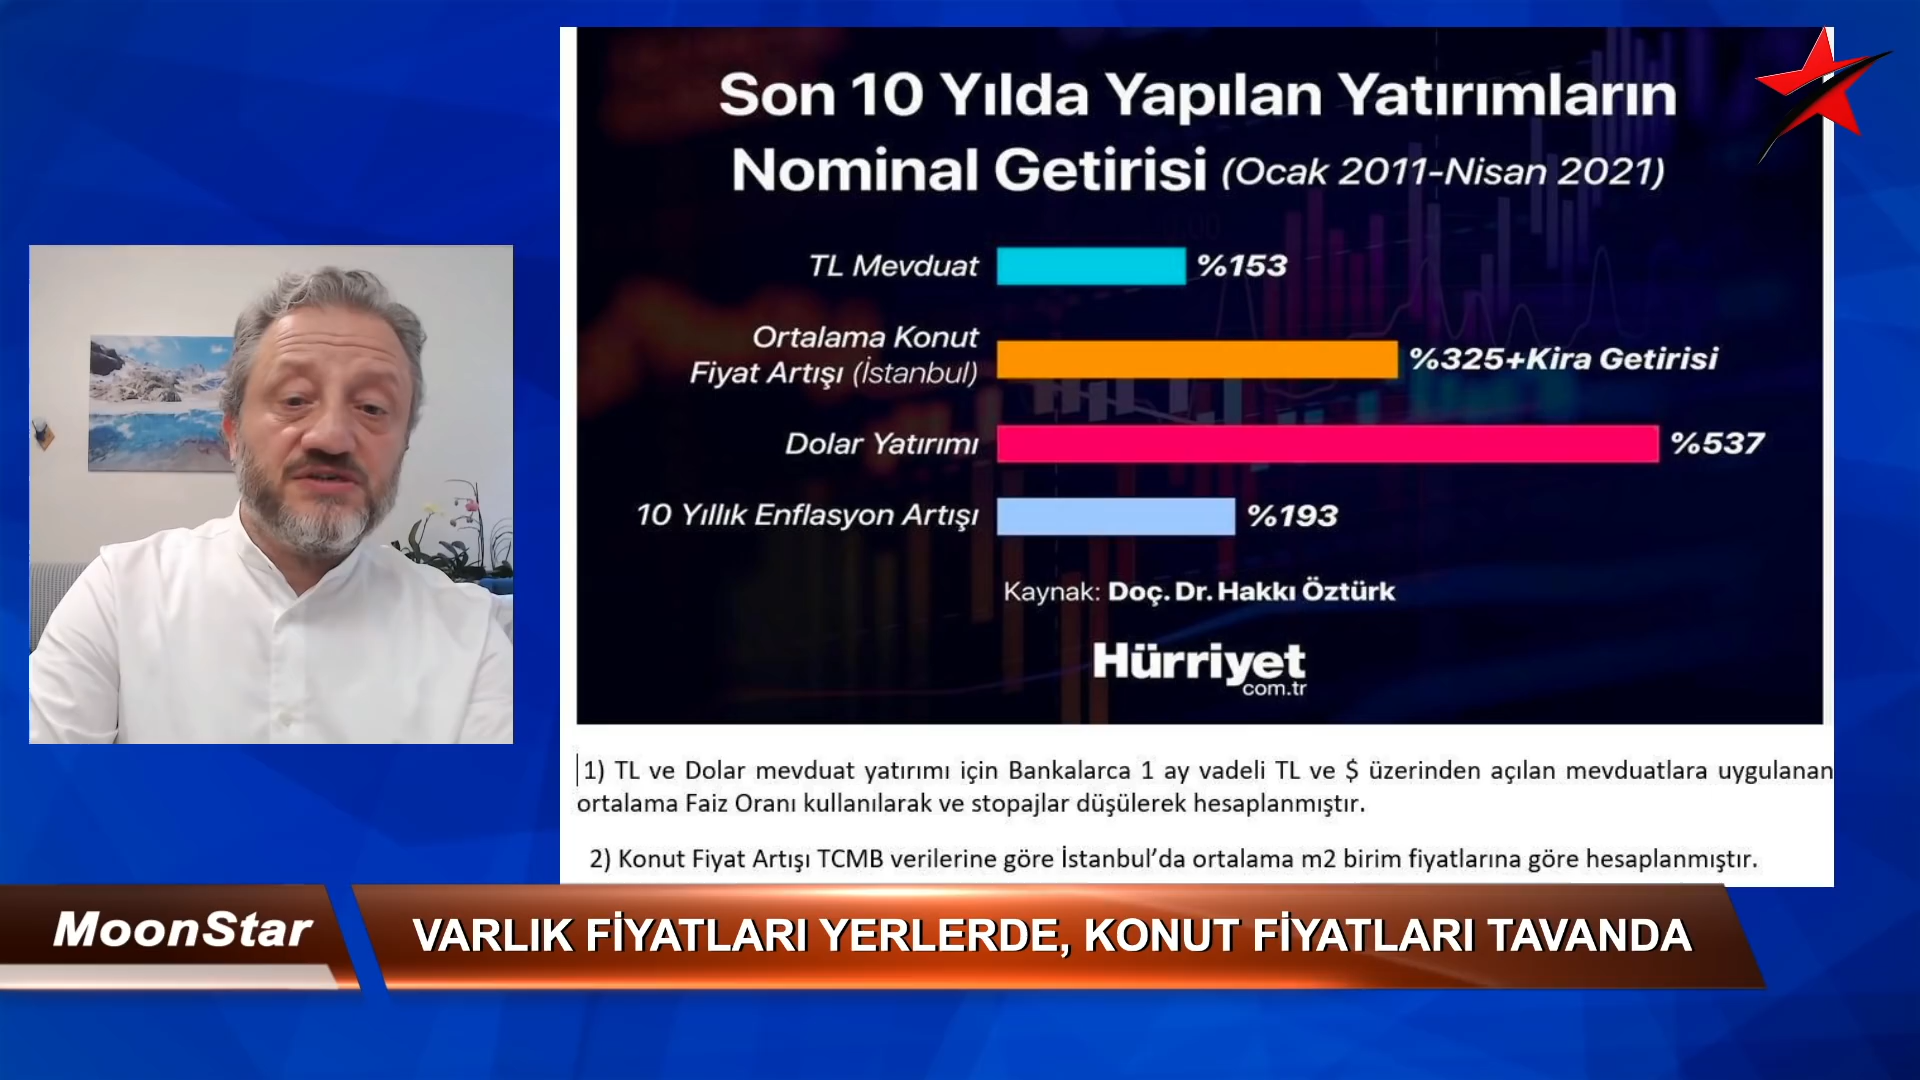 Son 10 Yılda Yapılan Yatırımların
Nominal Getirisi (Ocak 2011-Nisan 2021)
TL Mevduat %153
Ortalama Konut
Fiyat Artışı (İstanbul) %325+Kira Getirisi
Dolar Yatırımı %537
10 Yıllık Enflasyon Artışı %193
Kaynak: Doç. Dr. Hakkı Öztürk
Hürriyet
com.tr
1) TL ve Dolar mevduat yatırımı için Bankalarca 1 ay vadeli TL ve $ üzerinden açılan mevduatlara uygulanan
ortalama Faiz Oranı kullanılarak ve stopajlar düşülerek hesaplanmıştır.
2) Konut Fiyat Artışı TCMB verilerine göre İstanbul'da ortalama m2 birim fiyatlarına göre hesaplanmıştır.
MoonStar
VARLIK FİYATLARI YERLERDE, KONUT FİYATLARI TAVANDA